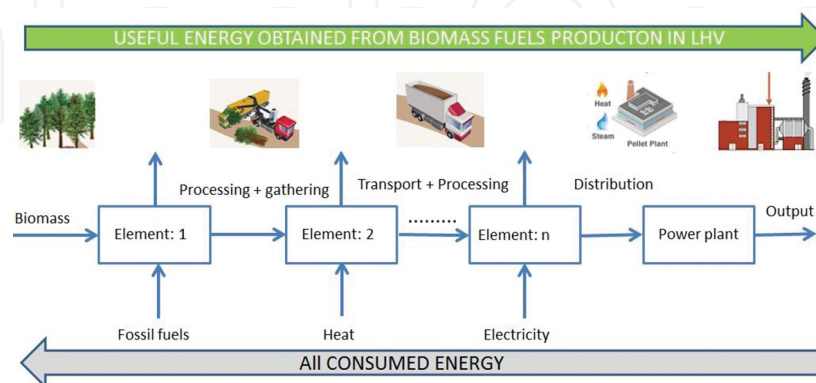 USEFUL ENERGY OBTAINED FROM BIOMASS FUELS PRODUCTON IN LHV
Heat
Steam
Pellet Plant
Processing + gathering
Transport + Processing
Distribution
Biomass
Element: 1
Element: 2
.........
Element: n
Power plant
Output
Fossil fuels
Heat
Electricity
All CONSUMED ENERGY